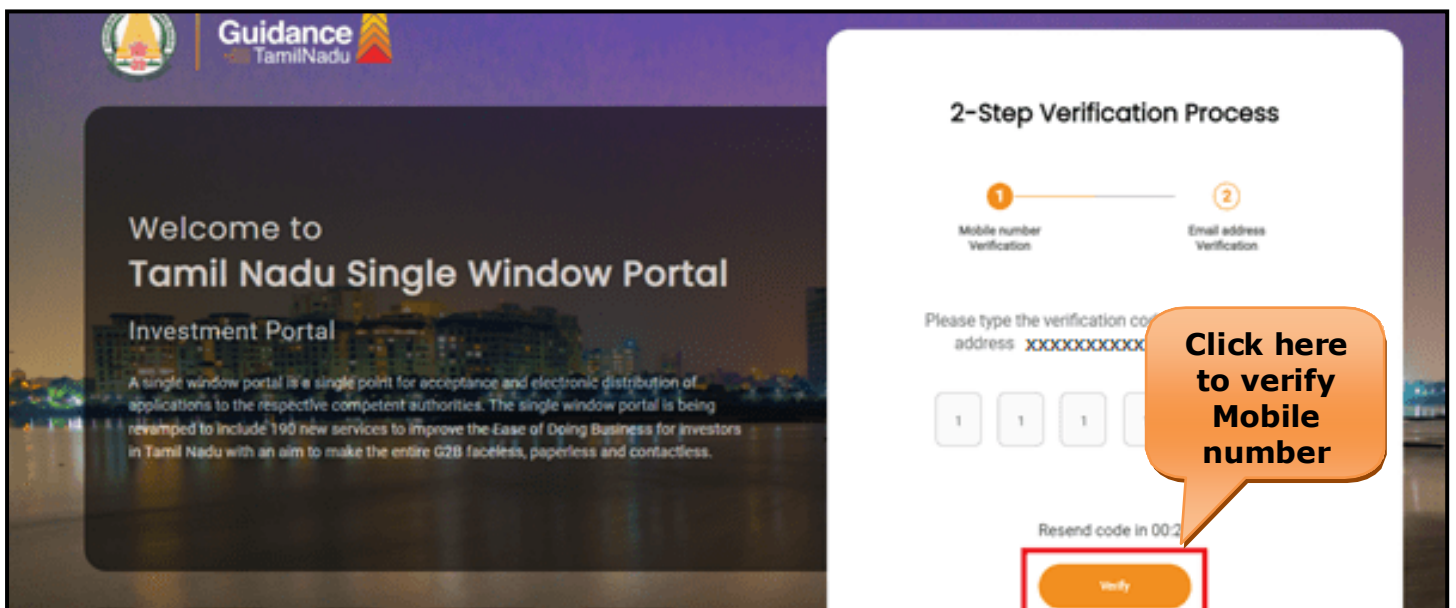 Guidance
TamilNadu
Welcome to
Tamil Nadu Single Window Portal
Investment Portal
A single window portal is a single point for acceptance and electronic distribution of
applications to the respective competent authorities. The single window portal is being
revamped to include 190 new services to improve the Ease of Doing Business for investors
in Tamil Nadu with an aim to make the entire G2B faceless, paperless and contactless.
2-Step Verification Process
1
2
Mobile number
Verification
Email address
Verification
Please type the verification
address xxxxxxxxxxx
1 1 1
Click here
to verify
Mobile
number
Resend code in 00:2
Verify